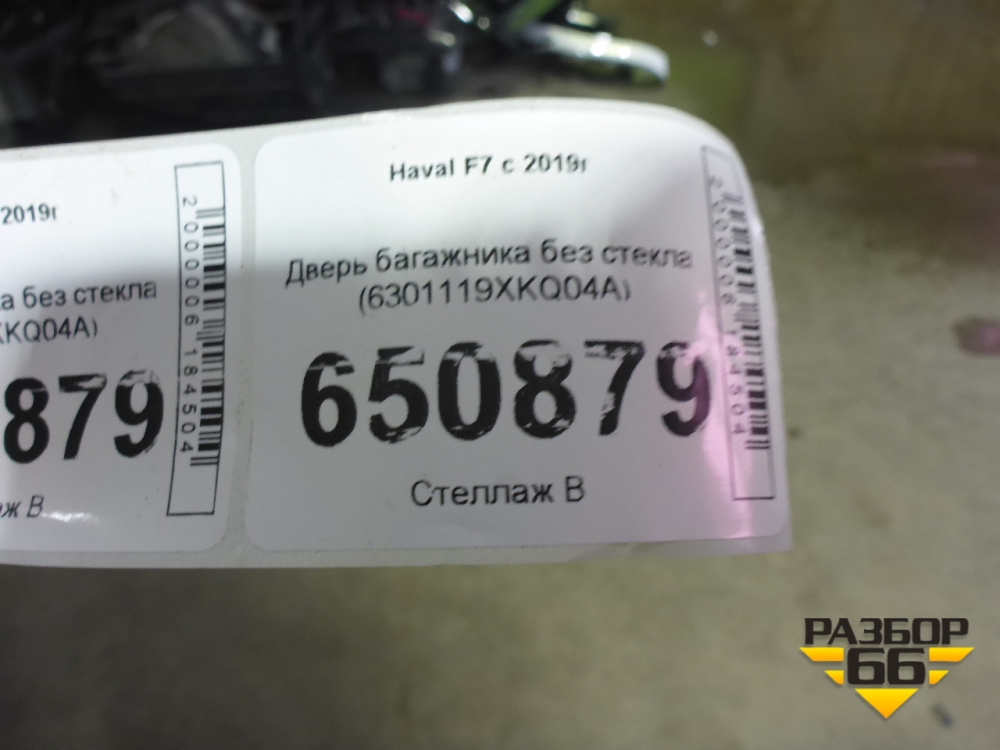 2019г
ка без стекла
XKQ04A)
879
аж В
2000006184504
Haval F7 с 2019г
Дверь багажника без стекла
(6301119XKQ04A)
650879
Стеллаж В
2000006184504
РАЗБОР
66